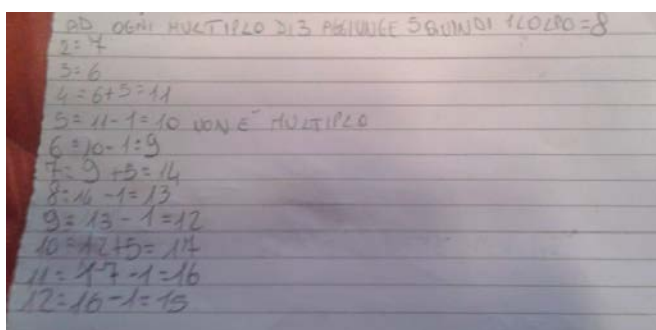 AD OGNI MULTIPLO DI 3 AGGIUNGE 5 QUINDI 1 COLPO = 8
2 = 7
3 = 6
4 = 6+5 = 11
5 = 11-1 = 10 NON È MULTIPLO
6 = 10-1 = 9
7 = 9+5 = 14
8 = 14-1 = 13
9 = 13-1 = 12
10 = 12+5 = 17
11 = 17-1 = 16
12 = 16-1 = 15